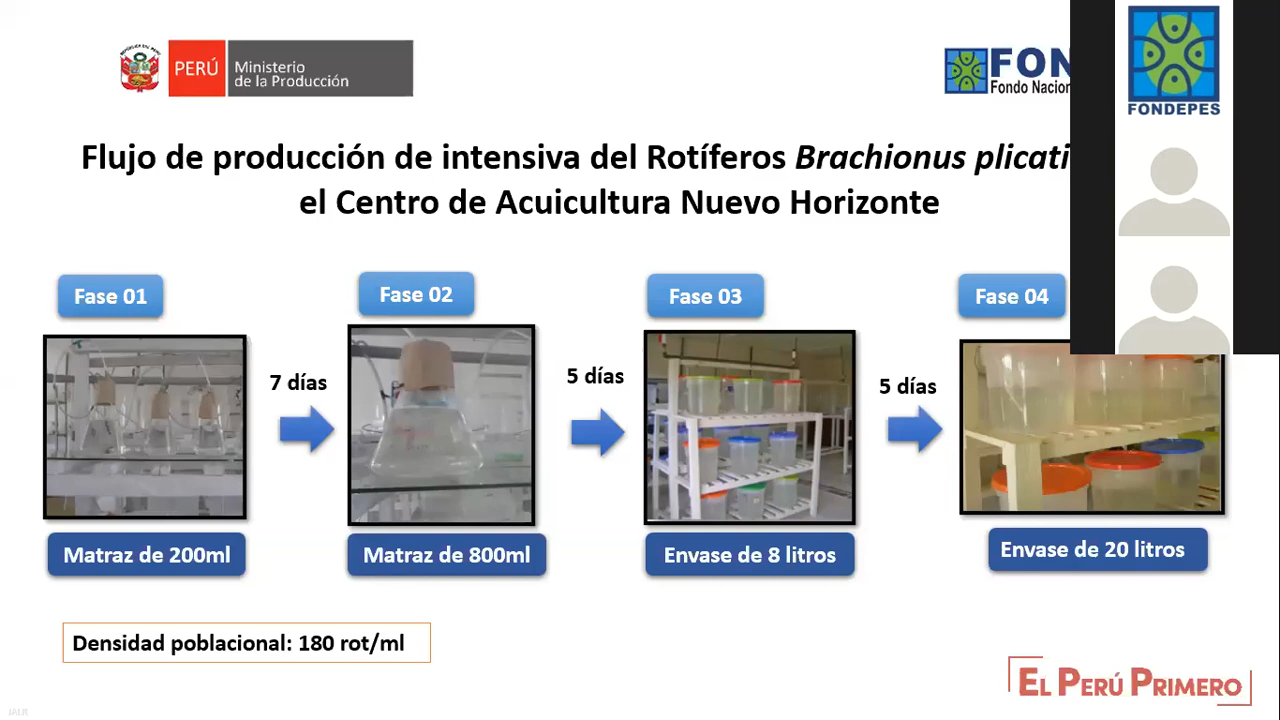 PERÚ
Ministerio
de la Producción
FON
Fondo Nacion
FONDEPES
Flujo de producción de intensiva del Rotíferos Brachionus plicati
el Centro de Acuicultura Nuevo Horizonte
Fase 01
Fase 02
Fase 03
Fase 04
7 días
5 días
5 días
Matraz de 200ml
Matraz de 800ml
Envase de 8 litros
Envase de 20 litros
Densidad poblacional: 180 rot/ml
EL PERÚ PRIMERO